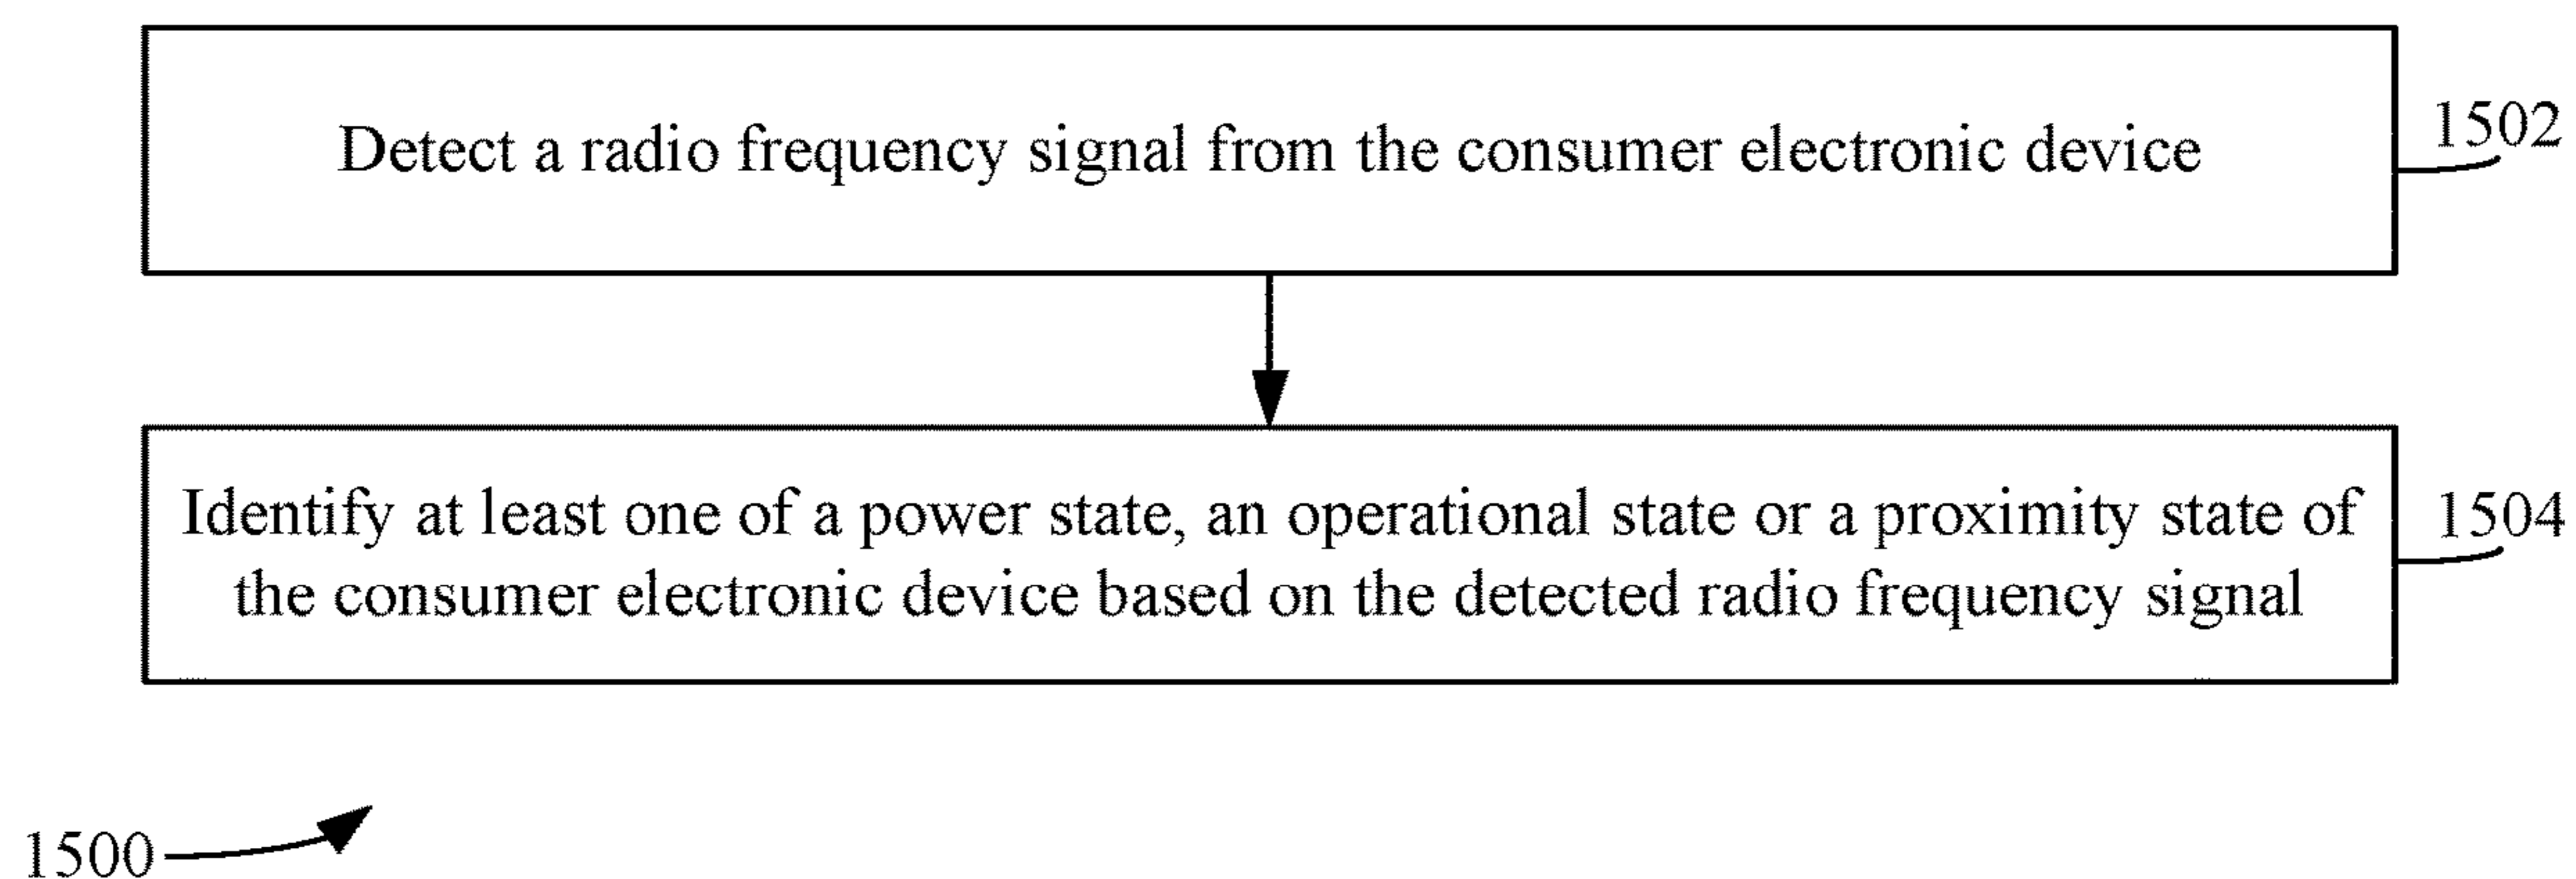 Detect a radio frequency signal from the consumer electronic device
1502
Identify at least one of a power state, an operational state or a proximity state of
the consumer electronic device based on the detected radio frequency signal
1504
1500